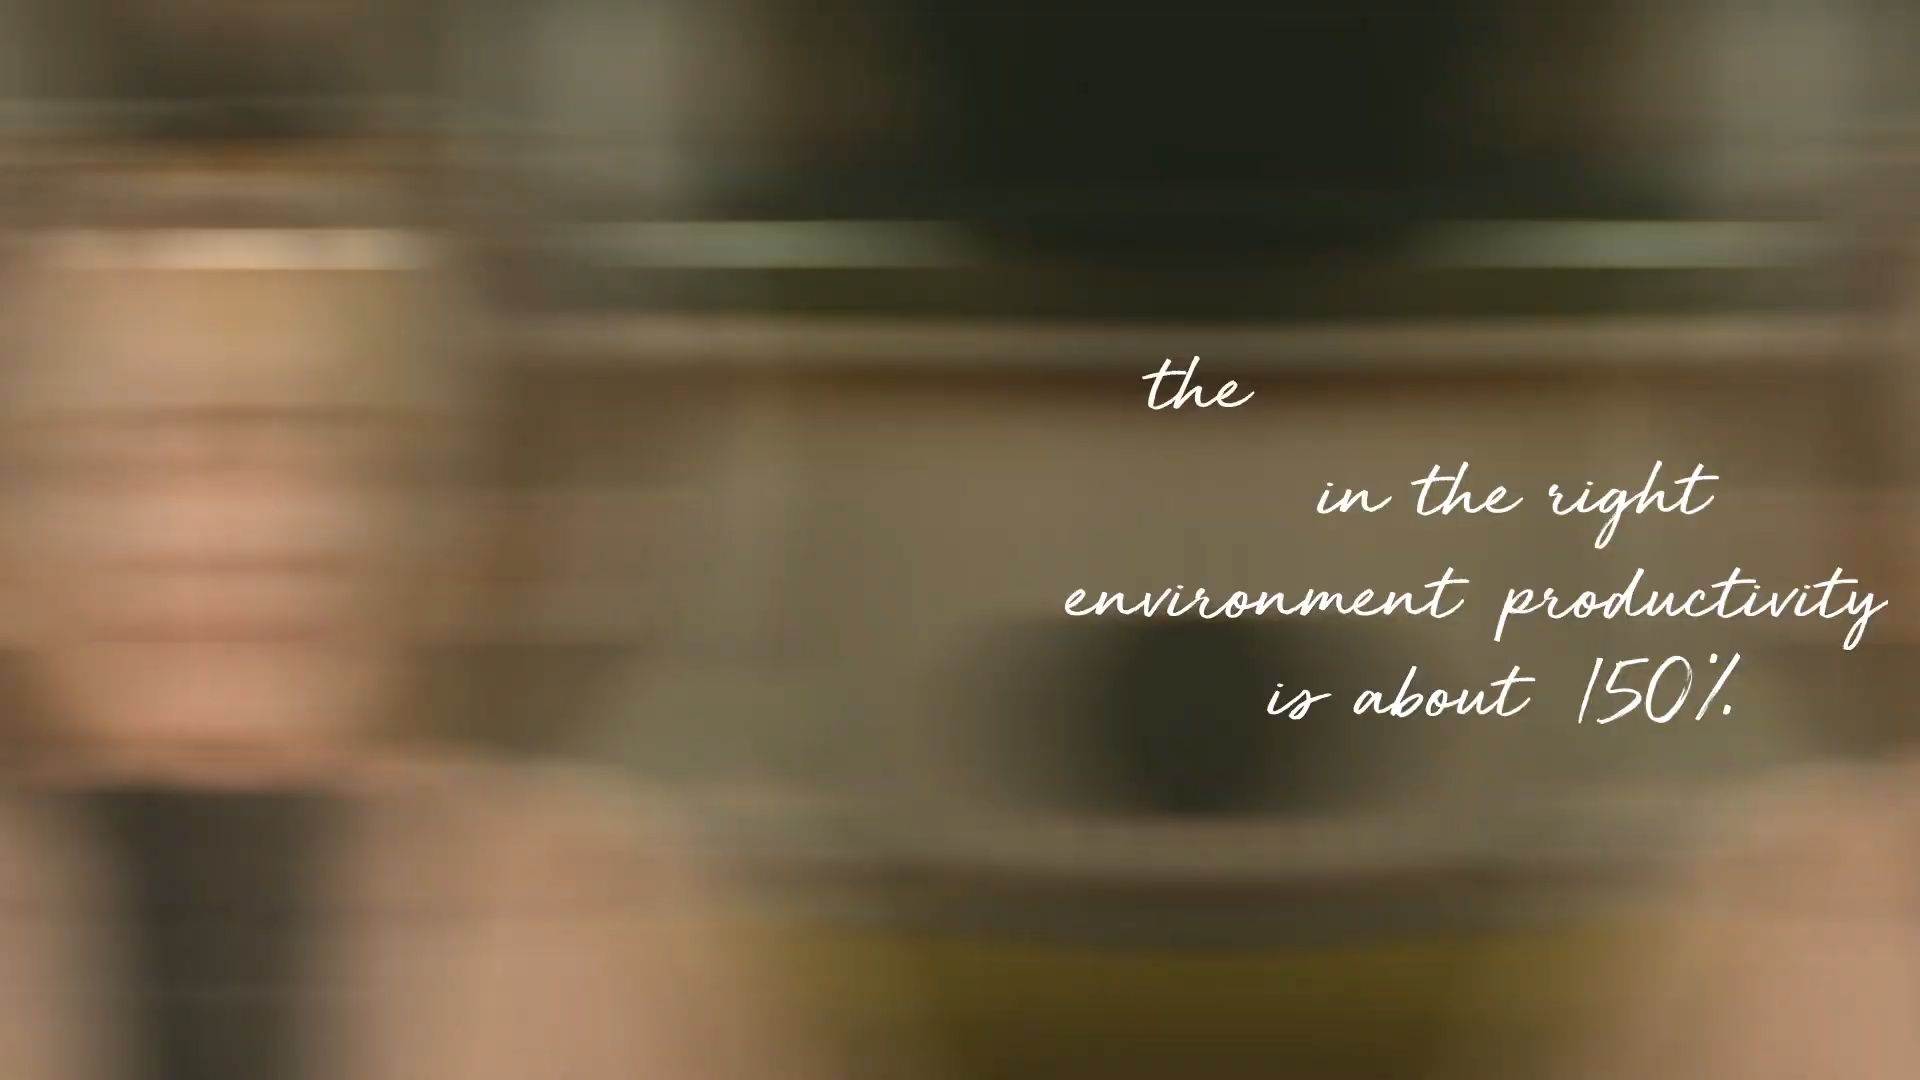 the
in the right
environment productivity
is about 150%